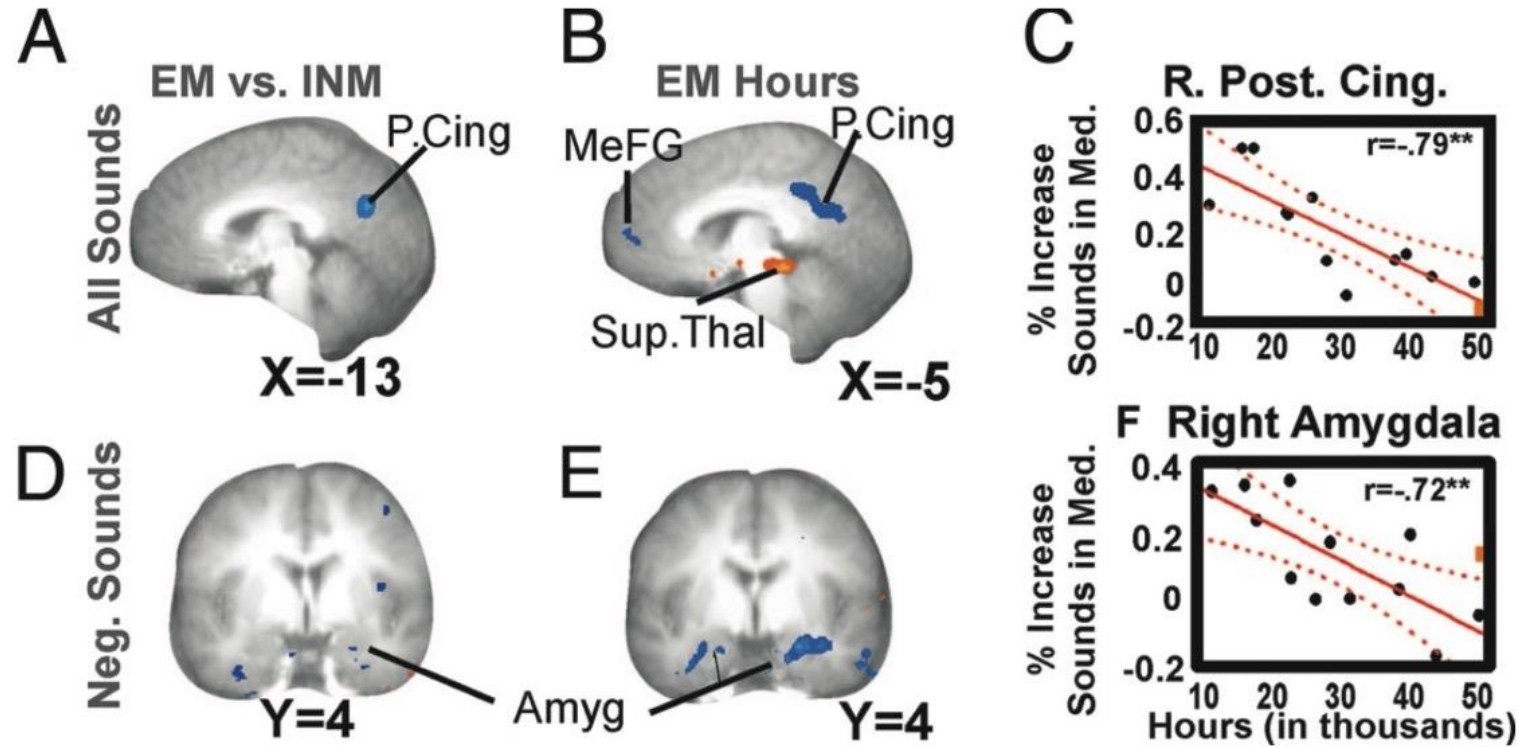 A
EM vs. INM
All Sounds
P.Cing
X=-13
B
EM Hours
MeFG
P.Cing
Sup.Thal
X=-5
C
R. Post. Cing.
% Increase
Sounds in Med.
0.6
0.4
0.2
0
-0.2
r=-.79**
10 20 30 40 50
D
Neg. Sounds
Y=4
Amyg
E
Y=4
F Right Amygdala
% Increase
Sounds in Med.
0.4
0.2
0
-0.2
r=-.72**
10 20 30 40 50
Hours (in thousands)